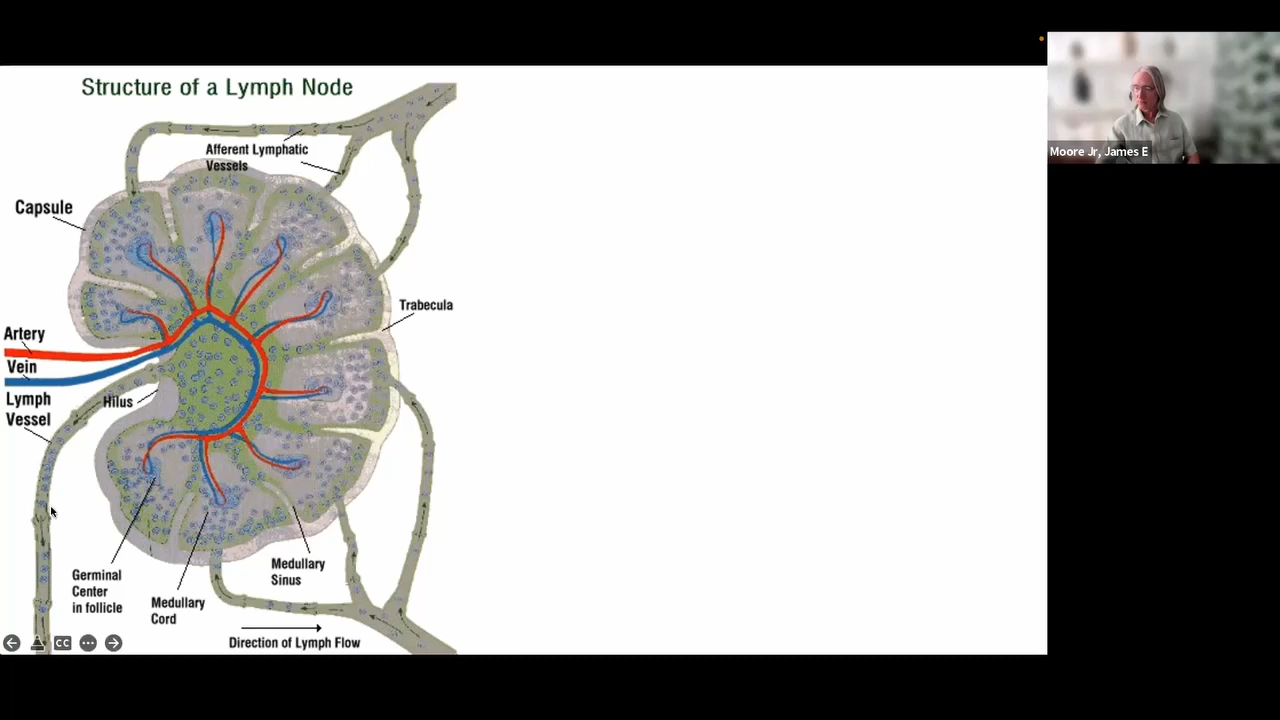 Structure of a Lymph Node
Moore Jr, James E
Afferent Lymphatic
Vessels
Capsule
Trabecula
Artery
Vein
Lymph
Vessel
Hilus
Medullary
Sinus
Germinal
Center
in follicle
Medullary
Cord
Direction of Lymph Flow
CC